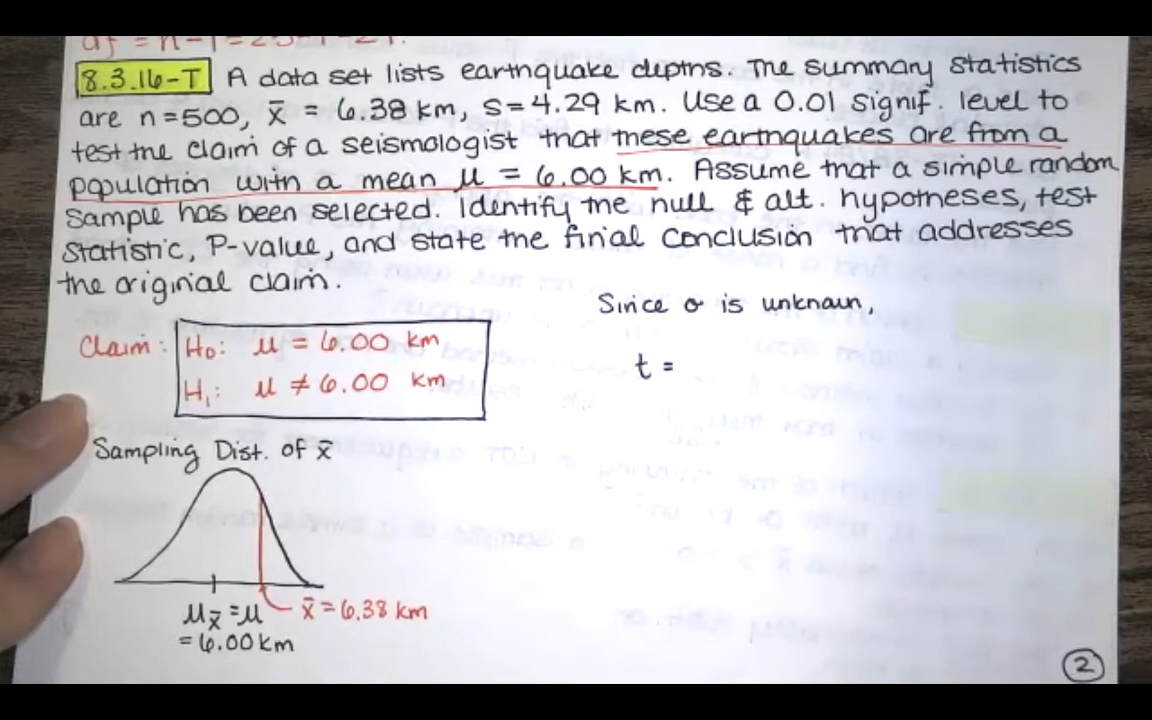 df = n-1 =
8.3.16-T A data set lists earthquake depths. The summary statistics
are n=500, x̄ = 6.38 km, s=4.29 km. Use a 0.01 signif. level to
test the claim of a seismologist that these earthquakes are from a
population with a mean μ = 6.00 km. Assume that a simple random
sample has been selected. Identify the null & alt. hypotheses, test
statistic, P-value, and state the final conclusion that addresses
the original claim.
Since σ is unknown,
Claim: H₀: μ = 6.00 km
H₁: μ ≠ 6.00 km
t =
Sampling Dist. of x̄
μx̄ = μ x̄ = 6.38 km
= 6.00 km
2